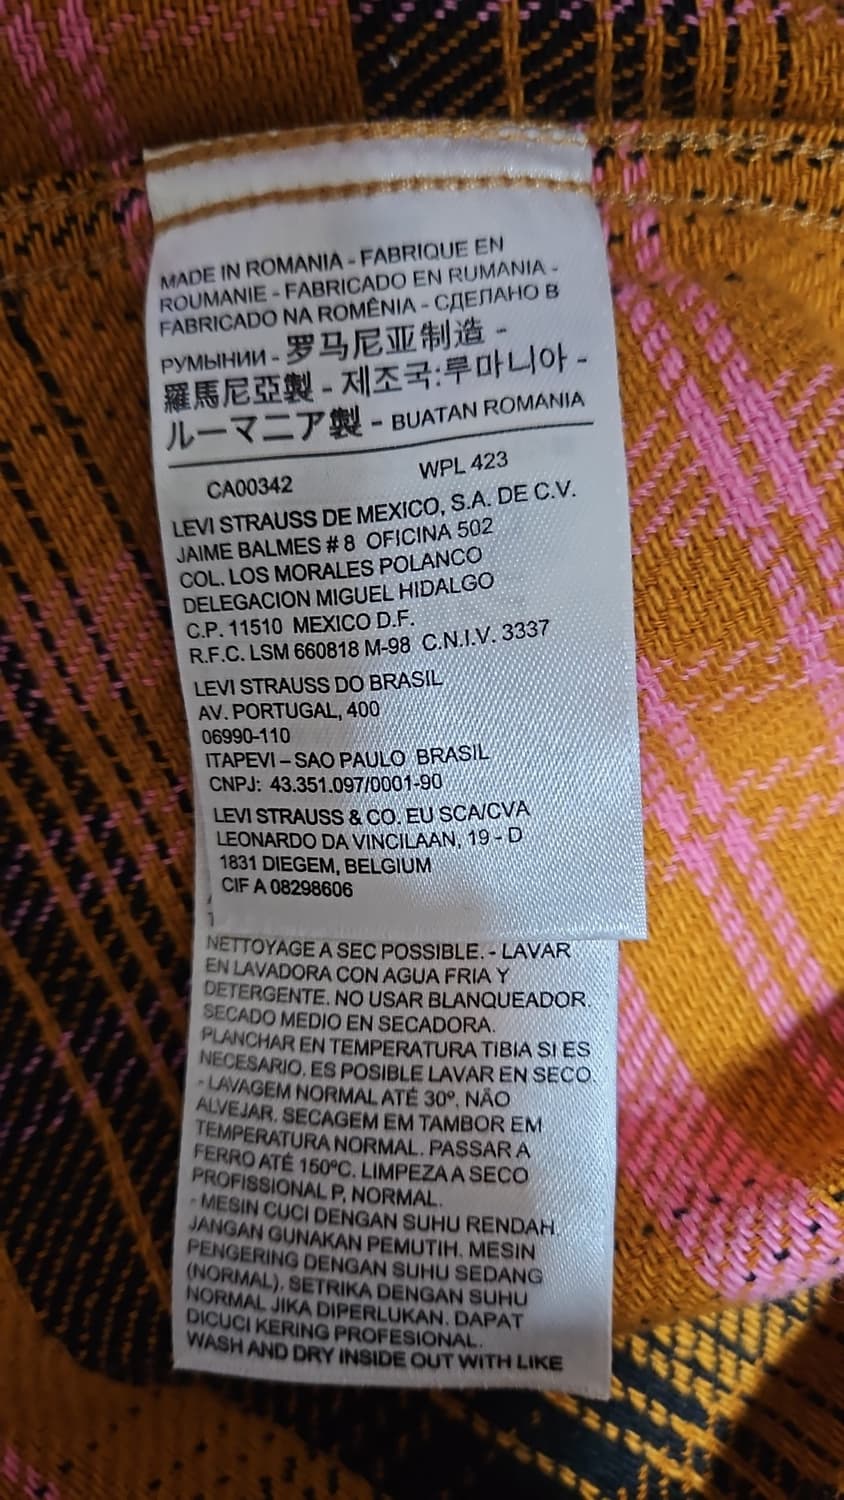 MADE IN ROMANIA - FABRIQUE EN
ROUMANIE - FABRICADO EN RUMANIA -
FABRICADO NA ROMÊNIA - СДЕЛАНО В
РУМЫНИИ - 罗马尼亚制造 -
羅馬尼亞製 - 제조국:루마니아 -
ルーマニア製 - BUATAN ROMANIA
CA00342 WPL 423
LEVI STRAUSS DE MEXICO, S.A. DE C.V.
JAIME BALMES # 8 OFICINA 502
COL. LOS MORALES POLANCO
DELEGACION MIGUEL HIDALGO
C.P. 11510 MEXICO D.F.
R.F.C. LSM 660818 M-98 C.N.I.V. 3337
LEVI STRAUSS DO BRASIL
AV. PORTUGAL, 400
06990-110
ITAPEVI – SAO PAULO BRASIL
CNPJ: 43.351.097/0001-90
LEVI STRAUSS & CO. EU SCA/CVA
LEONARDO DA VINCILAAN, 19 - D
1831 DIEGEM, BELGIUM
CIF A 08298606
NETTOYAGE A SEC POSSIBLE. - LAVAR
EN LAVADORA CON AGUA FRIA Y
DETERGENTE. NO USAR BLANQUEADOR.
SECADO MEDIO EN SECADORA.
PLANCHAR EN TEMPERATURA TIBIA SI ES
NECESARIO. ES POSIBLE LAVAR EN SECO.
- LAVAGEM NORMAL ATÉ 30º. NÃO
ALVEJAR. SECAGEM EM TAMBOR EM
TEMPERATURA NORMAL. PASSAR A
FERRO ATÉ 150ºC. LIMPEZA A SECO
PROFISSIONAL P, NORMAL.
- MESIN CUCI DENGAN SUHU RENDAH.
JANGAN GUNAKAN PEMUTIH. MESIN
PENGERING DENGAN SUHU SEDANG
(NORMAL). SETRIKA DENGAN SUHU
NORMAL JIKA DIPERLUKAN. DAPAT
DICUCI KERING PROFESIONAL.
WASH AND DRY INSIDE OUT WITH LIKE